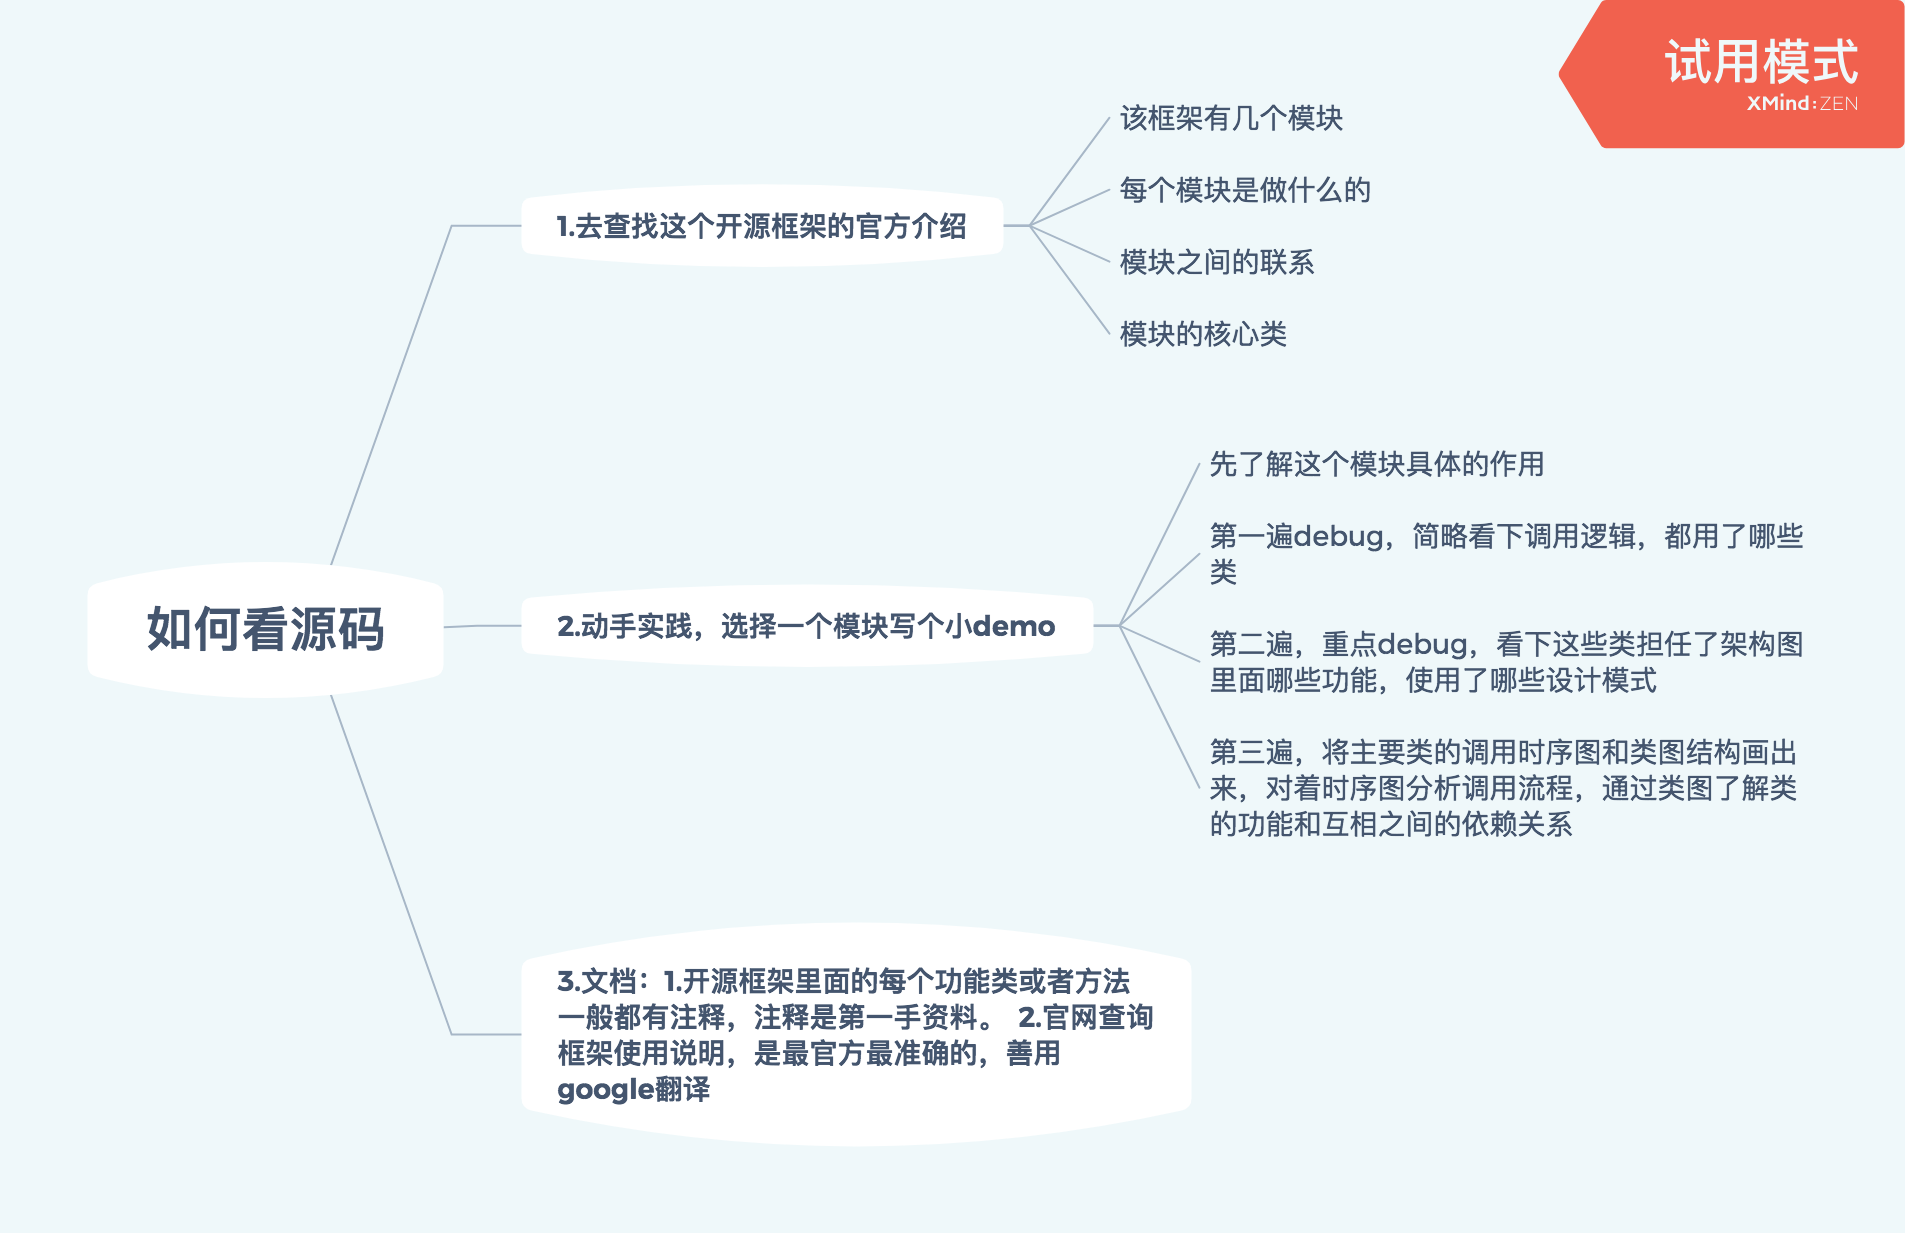 试用模式
XMind:ZEN
如何看源码
1.去查找这个开源框架的官方介绍
该框架有几个模块
每个模块是做什么的
模块之间的联系
模块的核心类
2.动手实践，选择一个模块写个小demo
先了解这个模块具体的作用
第一遍debug，简略看下调用逻辑，都用了哪些
类
第二遍，重点debug，看下这些类担任了架构图
里面哪些功能，使用了哪些设计模式
第三遍，将主要类的调用时序图和类图结构画出
来，对着时序图分析调用流程，通过类图了解类
的功能和互相之间的依赖关系
3.文档：1.开源框架里面的每个功能类或者方法
一般都有注释，注释是第一手资料。 2.官网查询
框架使用说明，是最官方最准确的，善用
google翻译